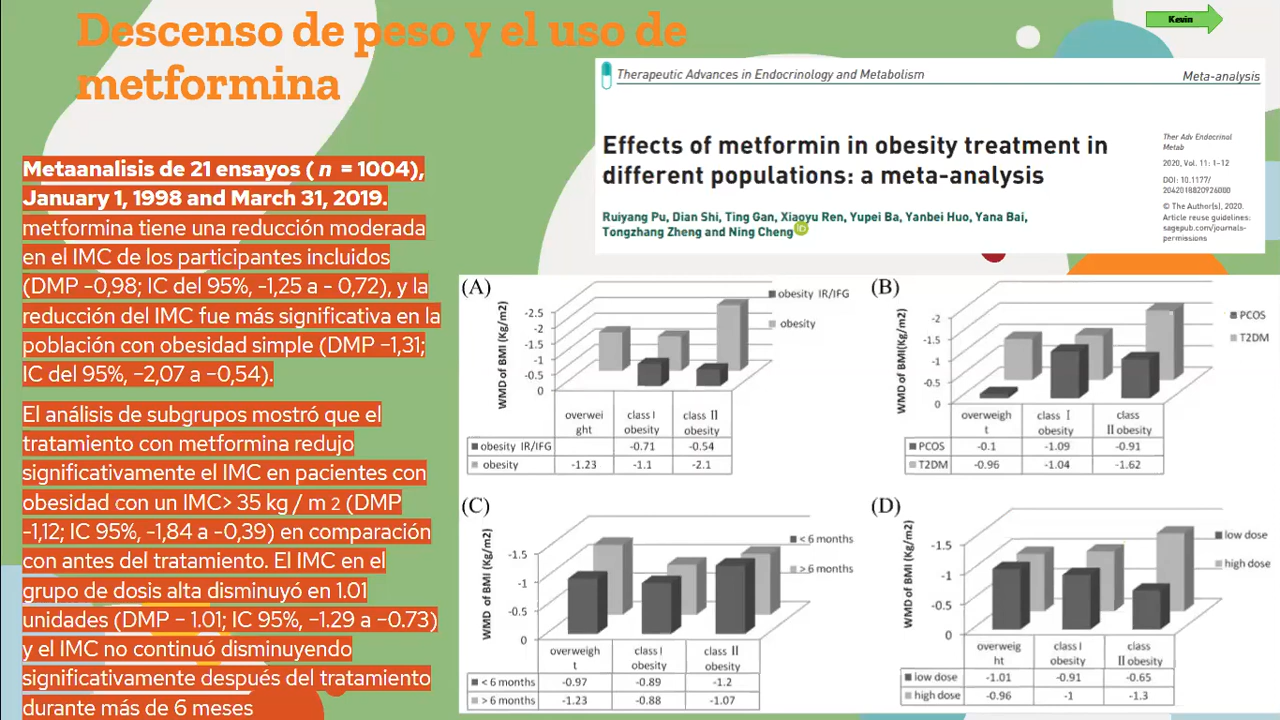 Descenso de peso y el uso de
metformina
Kevin
Therapeutic Advances in Endocrinology and Metabolism
Meta-analysis
Effects of metformin in obesity treatment in
different populations: a meta-analysis
Ruiyang Pu, Dian Shi, Ting Gan, Xiaoyu Ren, Yupei Ba, Yanbei Huo, Yana Bai,
Tongzhang Zheng and Ning Cheng
iD
Ther Adv Endocrinol
Metab
2020, Vol. 11: 1–12
DOI: 10.1177/
2042018820926000
© The Author(s), 2020.
Article reuse guidelines:
sagepub.com/journals-
permissions
Metaanalisis de 21 ensayos ( n = 1004),
January 1, 1998 and March 31, 2019.
metformina tiene una reducción moderada
en el IMC de los participantes incluidos
(DMP -0,98; IC del 95%, -1,25 a - 0,72), y la
reducción del IMC fue más significativa en la
población con obesidad simple (DMP −1,31;
IC del 95%, −2,07 a −0,54).
El análisis de subgrupos mostró que el
tratamiento con metformina redujo
significativamente el IMC en pacientes con
obesidad con un IMC> 35 kg / m 2 (DMP
-1,12; IC 95%, -1,84 a -0,39) en comparación
con antes del tratamiento. El IMC en el
grupo de dosis alta disminuyó en 1.01
unidades (DMP − 1.01; IC 95%, −1.29 a −0.73)
y el IMC no continuó disminuyendo
significativamente después del tratamiento
durante más de 6 meses
(A)
WMD of BMI (Kg/m2)
-2.5
-2
-1.5
-1
-0.5
0
obesity IR/IFG
obesity
overwei
ght
class I
obesity
class II
obesity
obesity IR/IFG -0.71 -0.54
obesity -1.23 -1.1 -2.1
(B)
WMD of BMI(Kg/m2)
-2
-1.5
-1
-0.5
0
PCOS
T2DM
overweigh
t
class I
obesity
class
II obesity
PCOS -0.1 -1.09 -0.91
T2DM -0.96 -1.04 -1.62
(C)
WMD of BMI (Kg/m2)
-1.5
-1
-0.5
0
< 6 months
> 6 months
overweigh
t
class I
obesity
class II
obesity
< 6 months -0.97 -0.89 -1.2
> 6 months -1.23 -0.88 -1.07
(D)
WMD of BMI (Kg/m2)
-1.5
-1
-0.5
0
low dose
high dose
overweig
ht
class I
obesity
class
II obesity
low dose -1.01 -0.91 -0.65
high dose -0.96 -1 -1.3